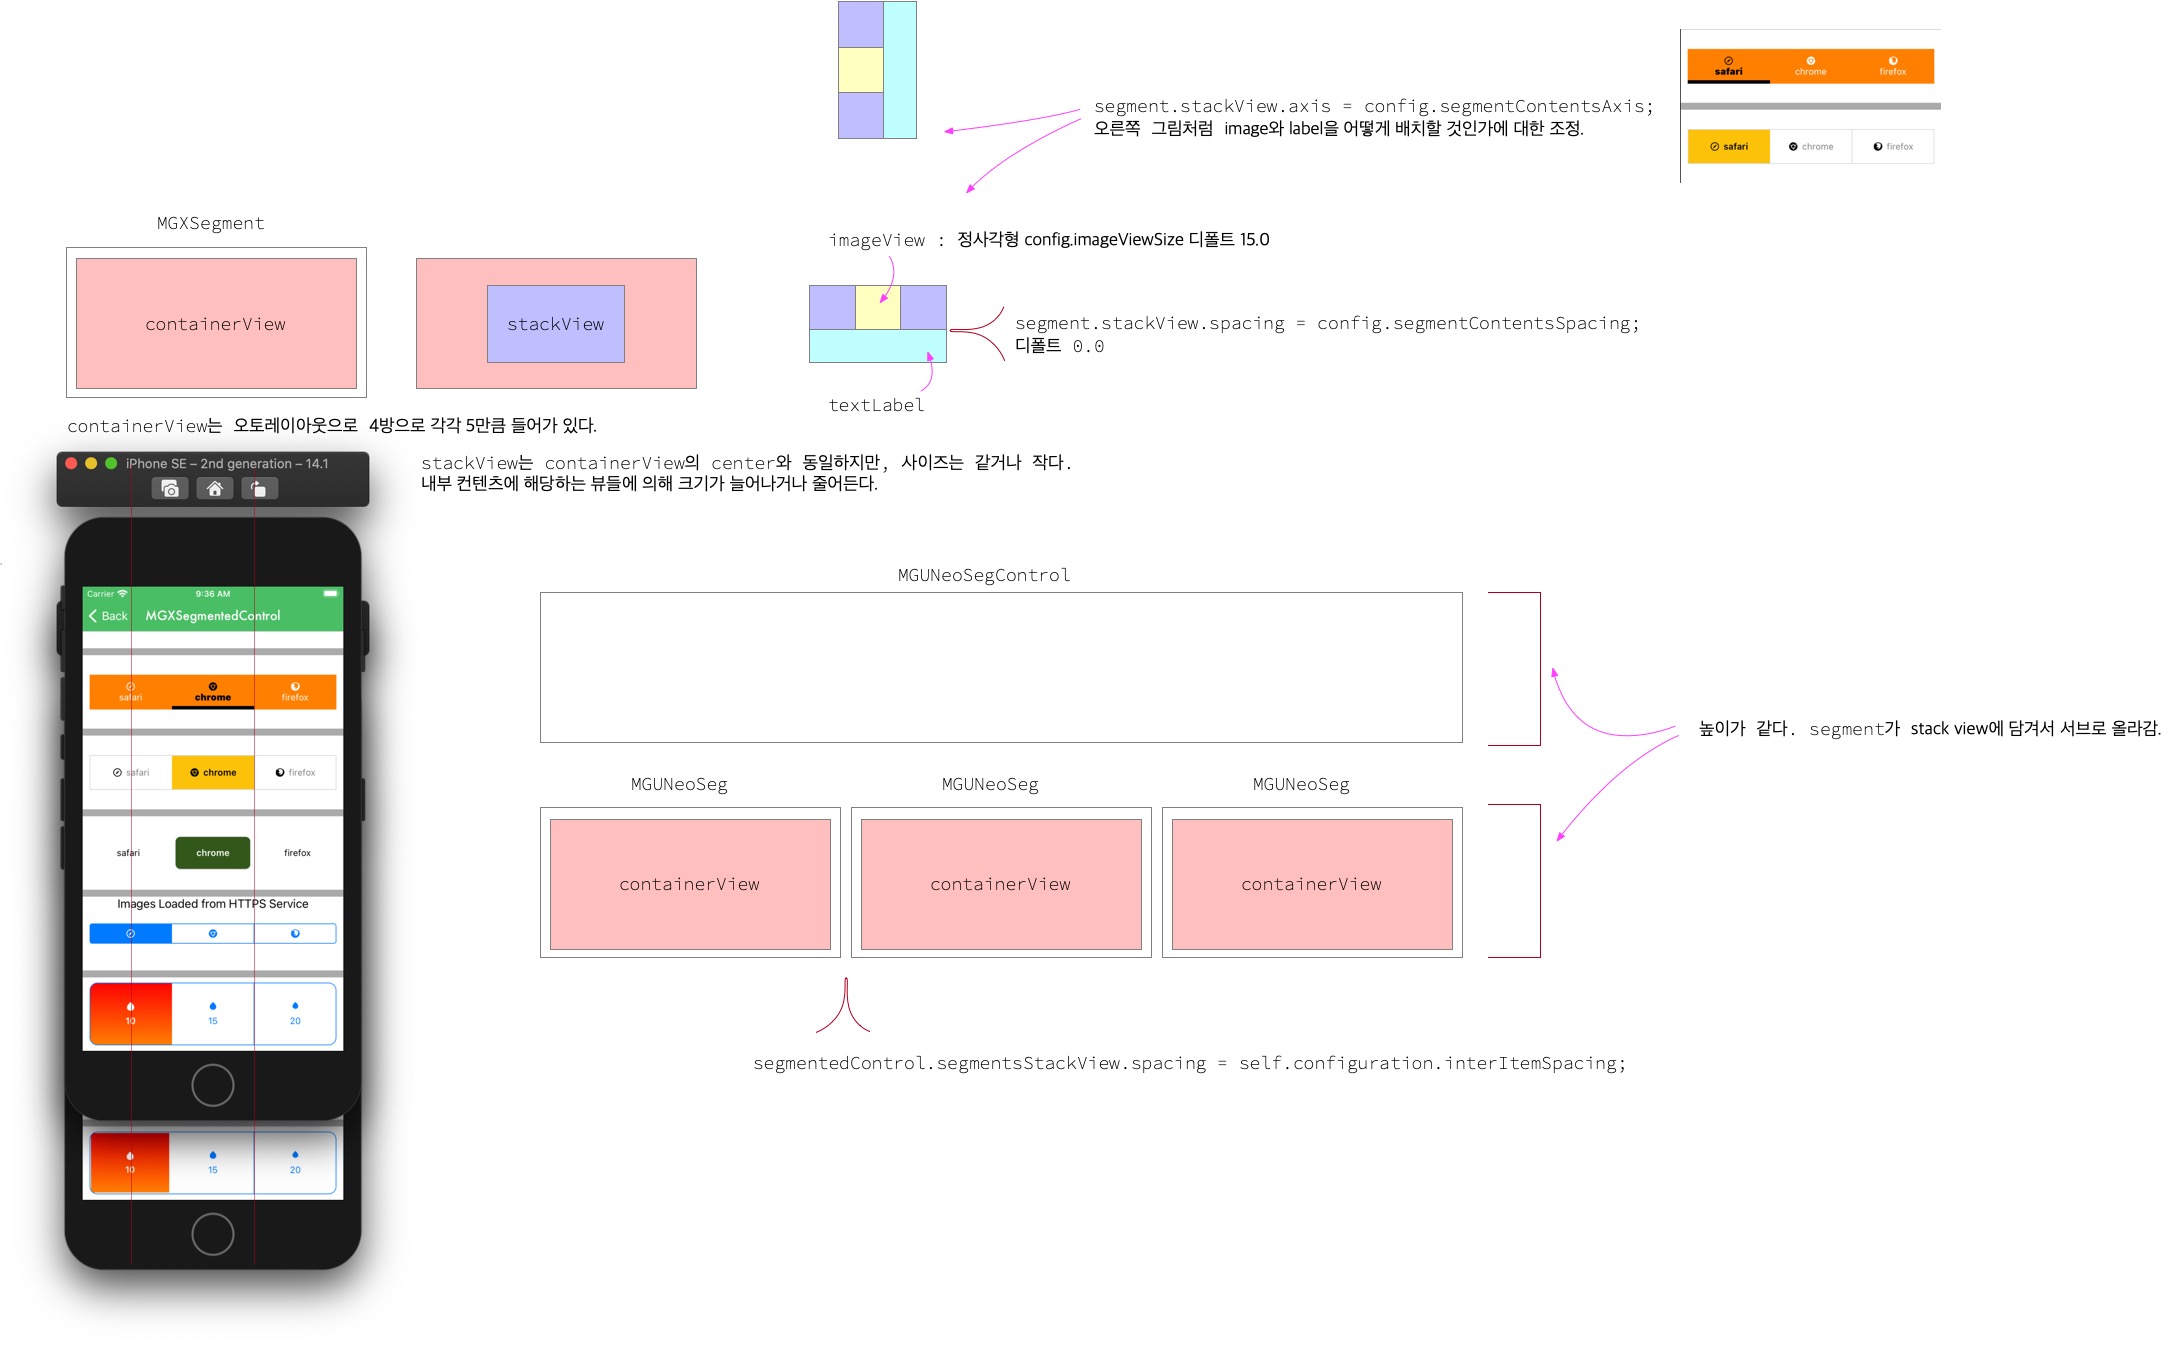 safari chrome firefox
segment.stackView.axis = config.segmentContentsAxis;
오른쪽 그림처럼 image와 label을 어떻게 배치할 것인가에 대한 조정.
safari chrome firefox
MGXSegment
imageView : 정사각형 config.imageViewSize 디폴트 15.0
containerView
stackView
segment.stackView.spacing = config.segmentContentsSpacing;
디폴트 0.0
textLabel
containerView는 오토레이아웃으로 4방으로 각각 5만큼 들어가 있다.
stackView는 containerView의 center와 동일하지만, 사이즈는 같거나 작다.
내부 컨텐츠에 해당하는 뷰들에 의해 크기가 늘어나거나 줄어든다.
iPhone SE – 2nd generation – 14.1
Carrier 9:36 AM
Back MGXSegmentedControl
safari chrome firefox
safari chrome firefox
safari chrome firefox
Images Loaded from HTTPS Service
10 15 20
10 15 20
MGUNeoSegControl
높이가 같다. segment가 stack view에 담겨서 서브로 올라감.
MGUNeoSeg MGUNeoSeg MGUNeoSeg
containerView containerView containerView
segmentedControl.segmentsStackView.spacing = self.configuration.interItemSpacing;